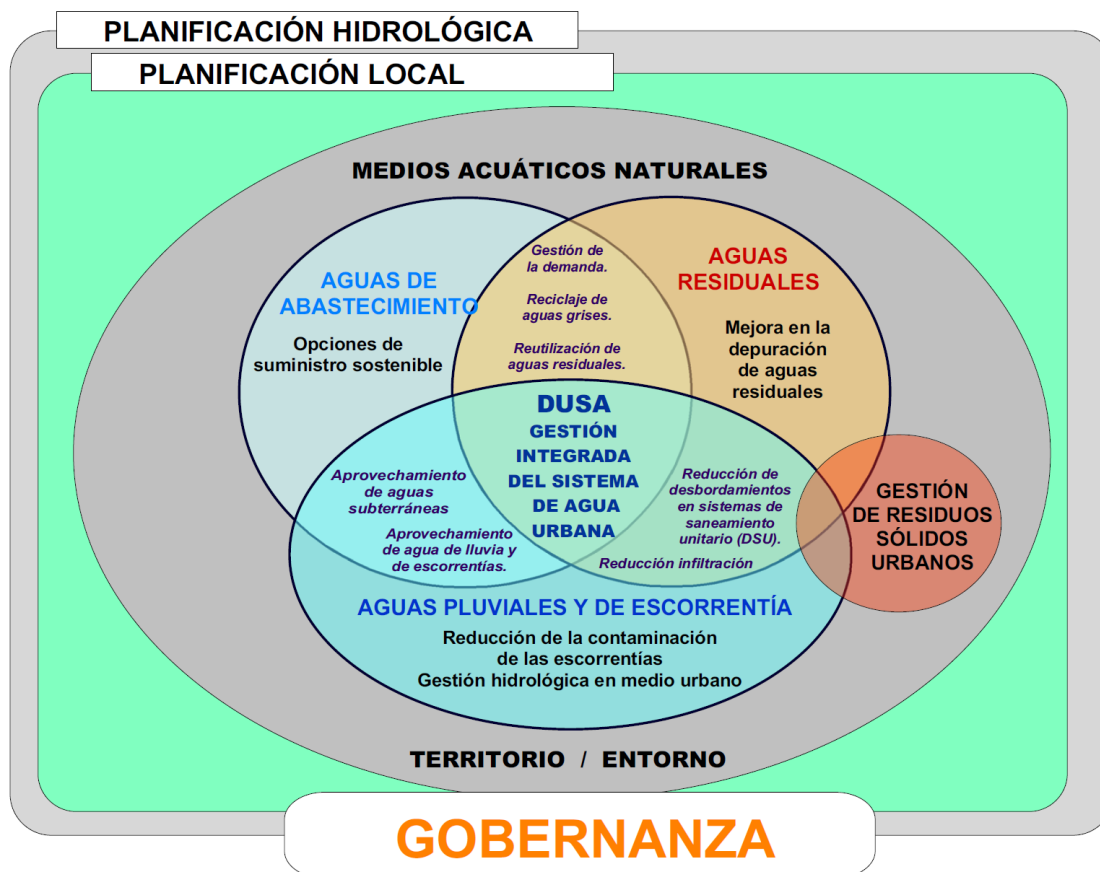 PLANIFICACIÓN HIDROLÓGICA
PLANIFICACIÓN LOCAL
MEDIOS ACUÁTICOS NATURALES
AGUAS DE
ABASTECIMIENTO
Opciones de
suministro sostenible
Gestión de
la demanda.
Reciclaje de
aguas grises.
Reutilización de
aguas residuales.
AGUAS
RESIDUALES
Mejora en la
depuración
de aguas
residuales
DUSA
GESTIÓN
INTEGRADA
DEL SISTEMA
DE AGUA
URBANA
Aprovechamiento
de aguas
subterráneas
Aprovechamiento
de agua de lluvia y
de escorrentías.
Reducción de
desbordamientos
en sistemas de
saneamiento
unitario (DSU).
Reducción infiltración
GESTIÓN
DE RESIDUOS
SÓLIDOS
URBANOS
AGUAS PLUVIALES Y DE ESCORRENTÍA
Reducción de la contaminación
de las escorrentías
Gestión hidrológica en medio urbano
TERRITORIO / ENTORNO
GOBERNANZA